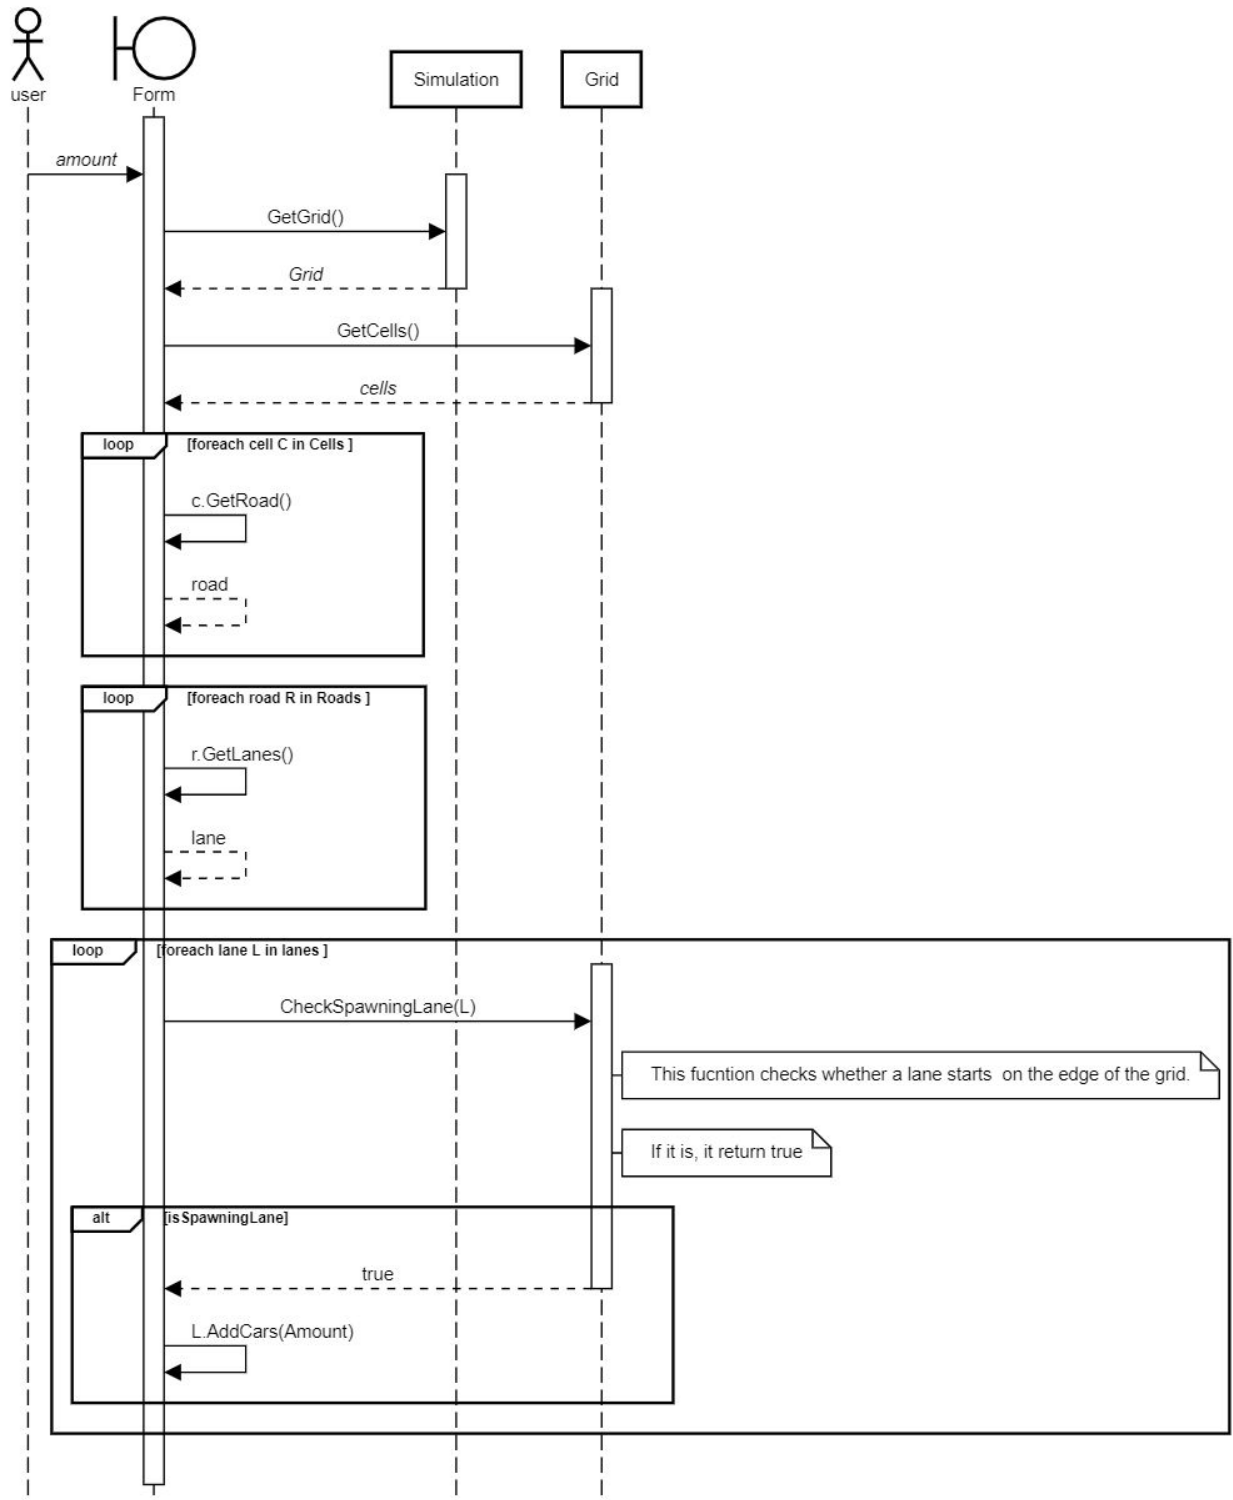 user
Form
Simulation
Grid
amount
GetGrid()
Grid
GetCells()
cells
loop [foreach cell C in Cells ]
c.GetRoad()
road
loop [foreach road R in Roads ]
r.GetLanes()
lane
loop [foreach lane L in lanes ]
CheckSpawningLane(L)
This fucntion checks whether a lane starts on the edge of the grid.
If it is, it return true
alt [isSpawningLane]
true
L.AddCars(Amount)